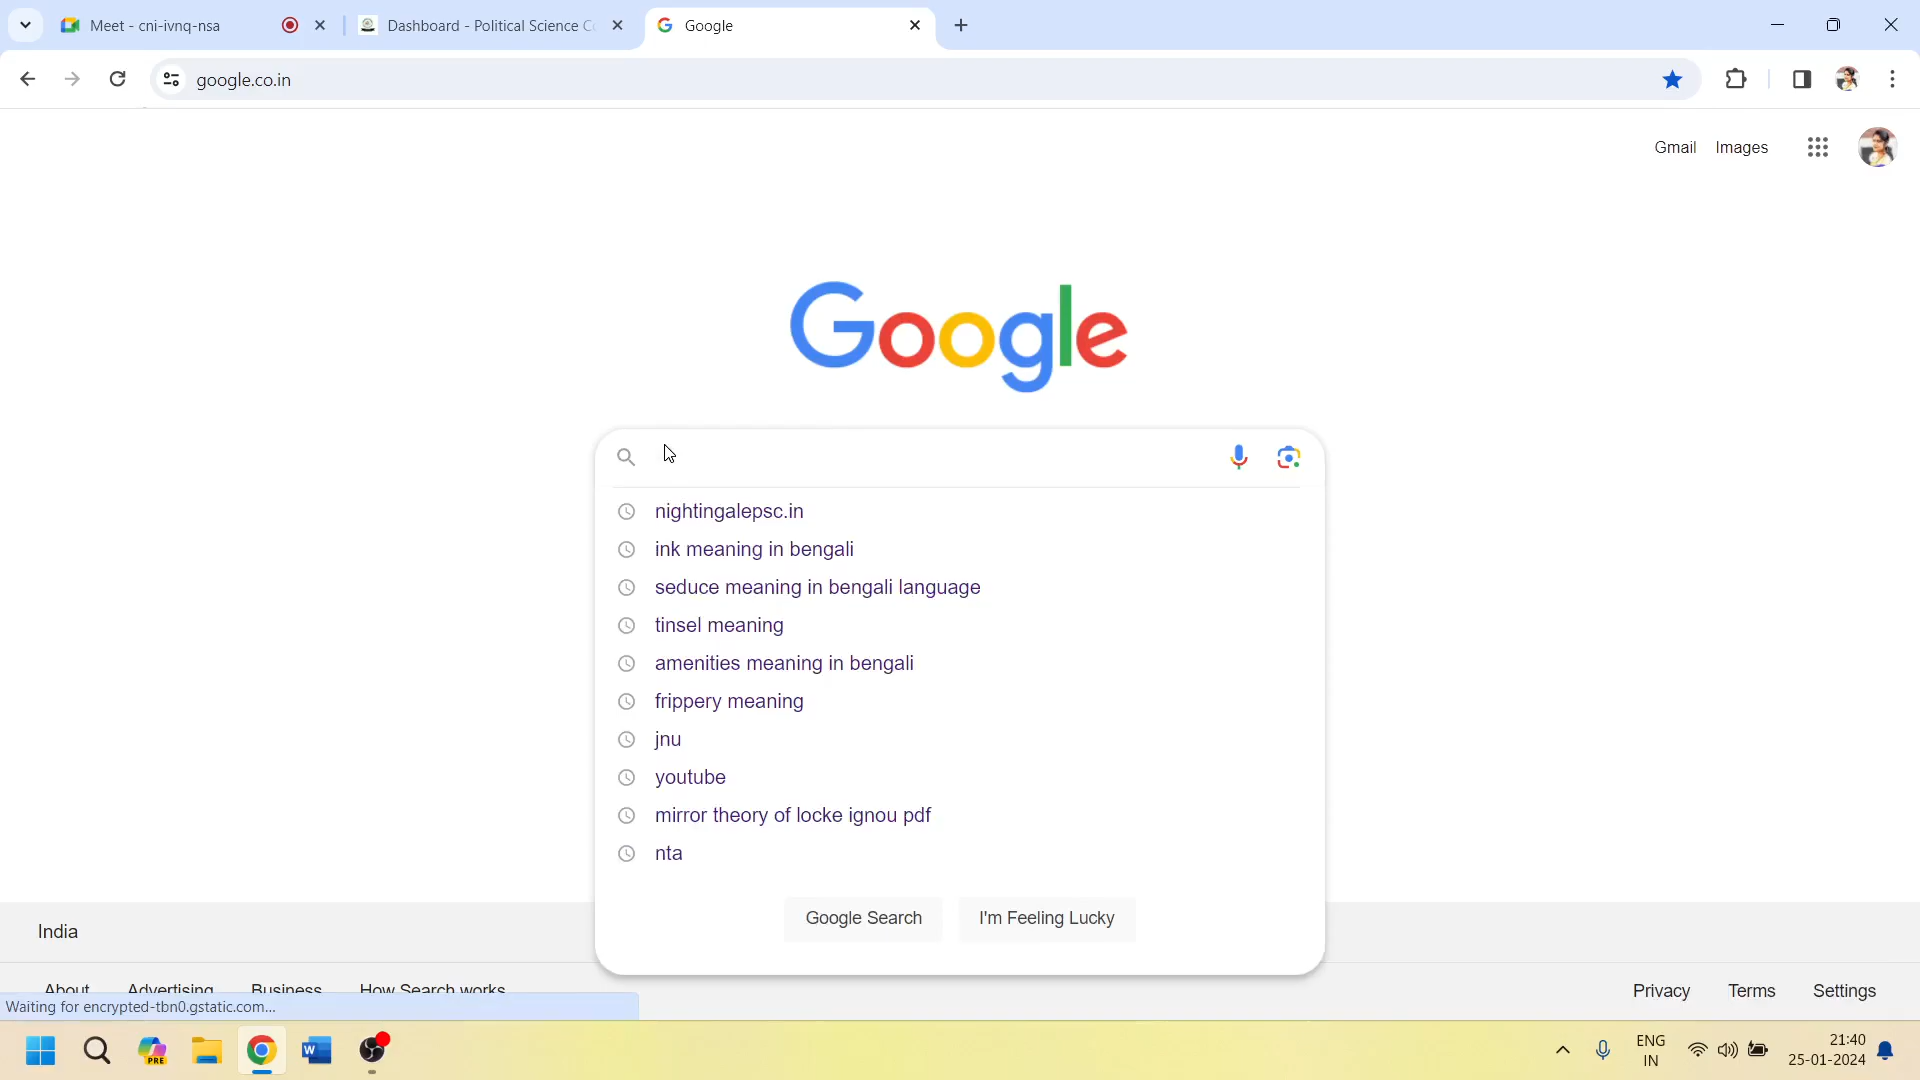 Meet - cni-ivnq-nsa
Dashboard - Political Science C
Google
google.co.in
Gmail
Images
Google
nightingalepsc.in
ink meaning in bengali
seduce meaning in bengali language
tinsel meaning
amenities meaning in bengali
frippery meaning
jnu
youtube
mirror theory of locke ignou pdf
nta
Google Search
I'm Feeling Lucky
India
About
Advertising
Business
How Search works
Privacy
Terms
Settings
Waiting for encrypted-tbn0.gstatic.com...
PRE
W
ENG
IN
21:40
25-01-2024